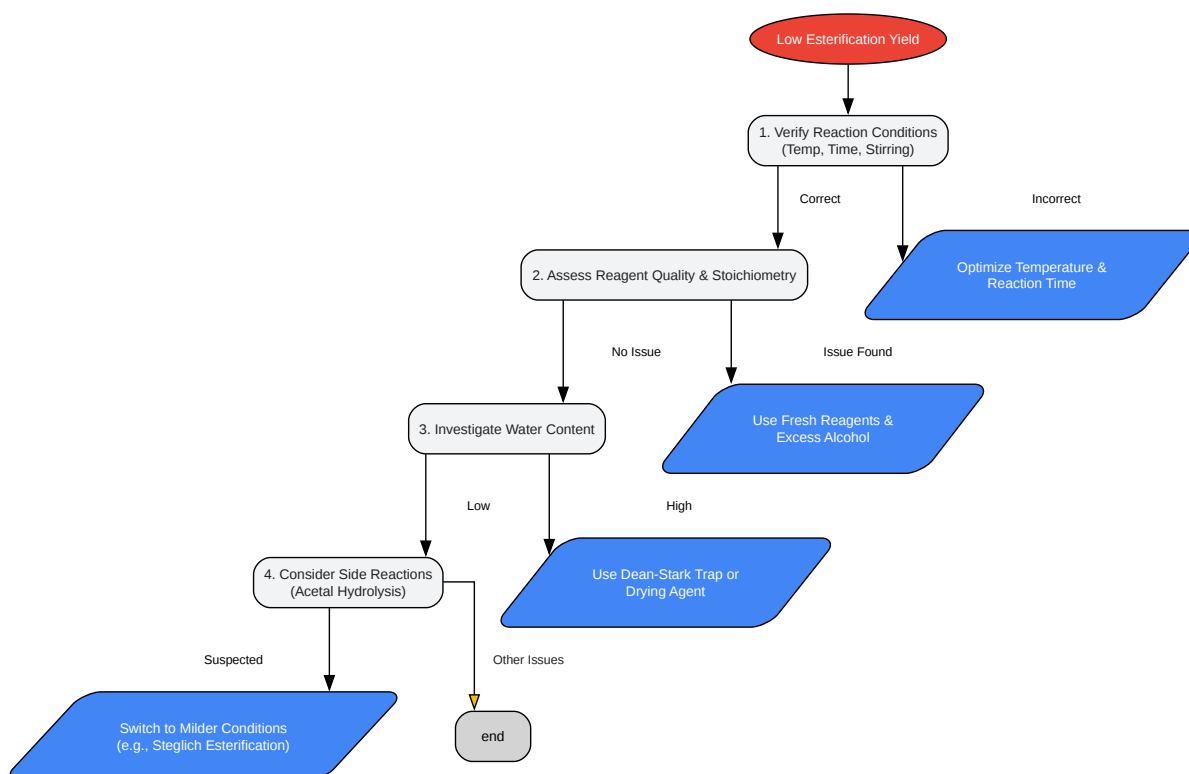 Low Esterification Yield
1. Verify Reaction Conditions
(Temp, Time, Stirring)
Correct
Incorrect
2. Assess Reagent Quality & Stoichiometry
Optimize Temperature &
Reaction Time
No Issue
Issue Found
3. Investigate Water Content
Use Fresh Reagents &
Excess Alcohol
Low
High
4. Consider Side Reactions
(Acetal Hydrolysis)
Use Dean-Stark Trap or
Drying Agent
Suspected
Other Issues
Switch to Milder Conditions
(e.g., Steglich Esterification)
end